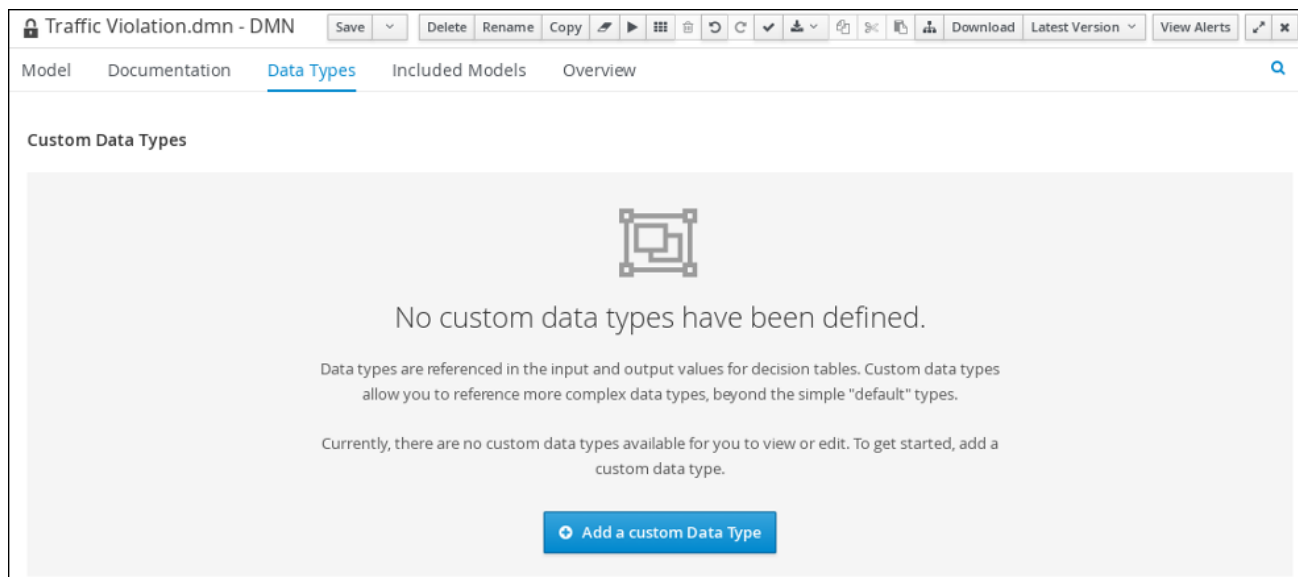 Traffic Violation.dmn - DMN Save Delete Rename Copy Download Latest Version View Alerts
Model Documentation Data Types Included Models Overview
Custom Data Types
No custom data types have been defined.
Data types are referenced in the input and output values for decision tables. Custom data types
allow you to reference more complex data types, beyond the simple "default" types.
Currently, there are no custom data types available for you to view or edit. To get started, add a
custom data type.
Add a custom Data Type